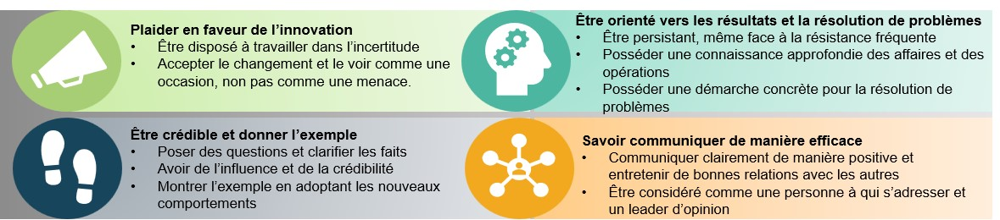 Plaider en faveur de l’innovation
• Être disposé à travailler dans l’incertitude
• Accepter le changement et le voir comme une
occasion, non pas comme une menace.
Être orienté vers les résultats et la résolution de problèmes
• Être persistant, même face à la résistance fréquente
• Posséder une connaissance approfondie des affaires et des
opérations
• Posséder une démarche concrète pour la résolution de
problèmes
Être crédible et donner l’exemple
• Poser des questions et clarifier les faits
• Avoir de l’influence et de la crédibilité
• Montrer l’exemple en adoptant les nouveaux
comportements
Savoir communiquer de manière efficace
• Communiquer clairement de manière positive et
entretenir de bonnes relations avec les autres
• Être considéré comme une personne à qui s’adresser et
un leader d’opinion